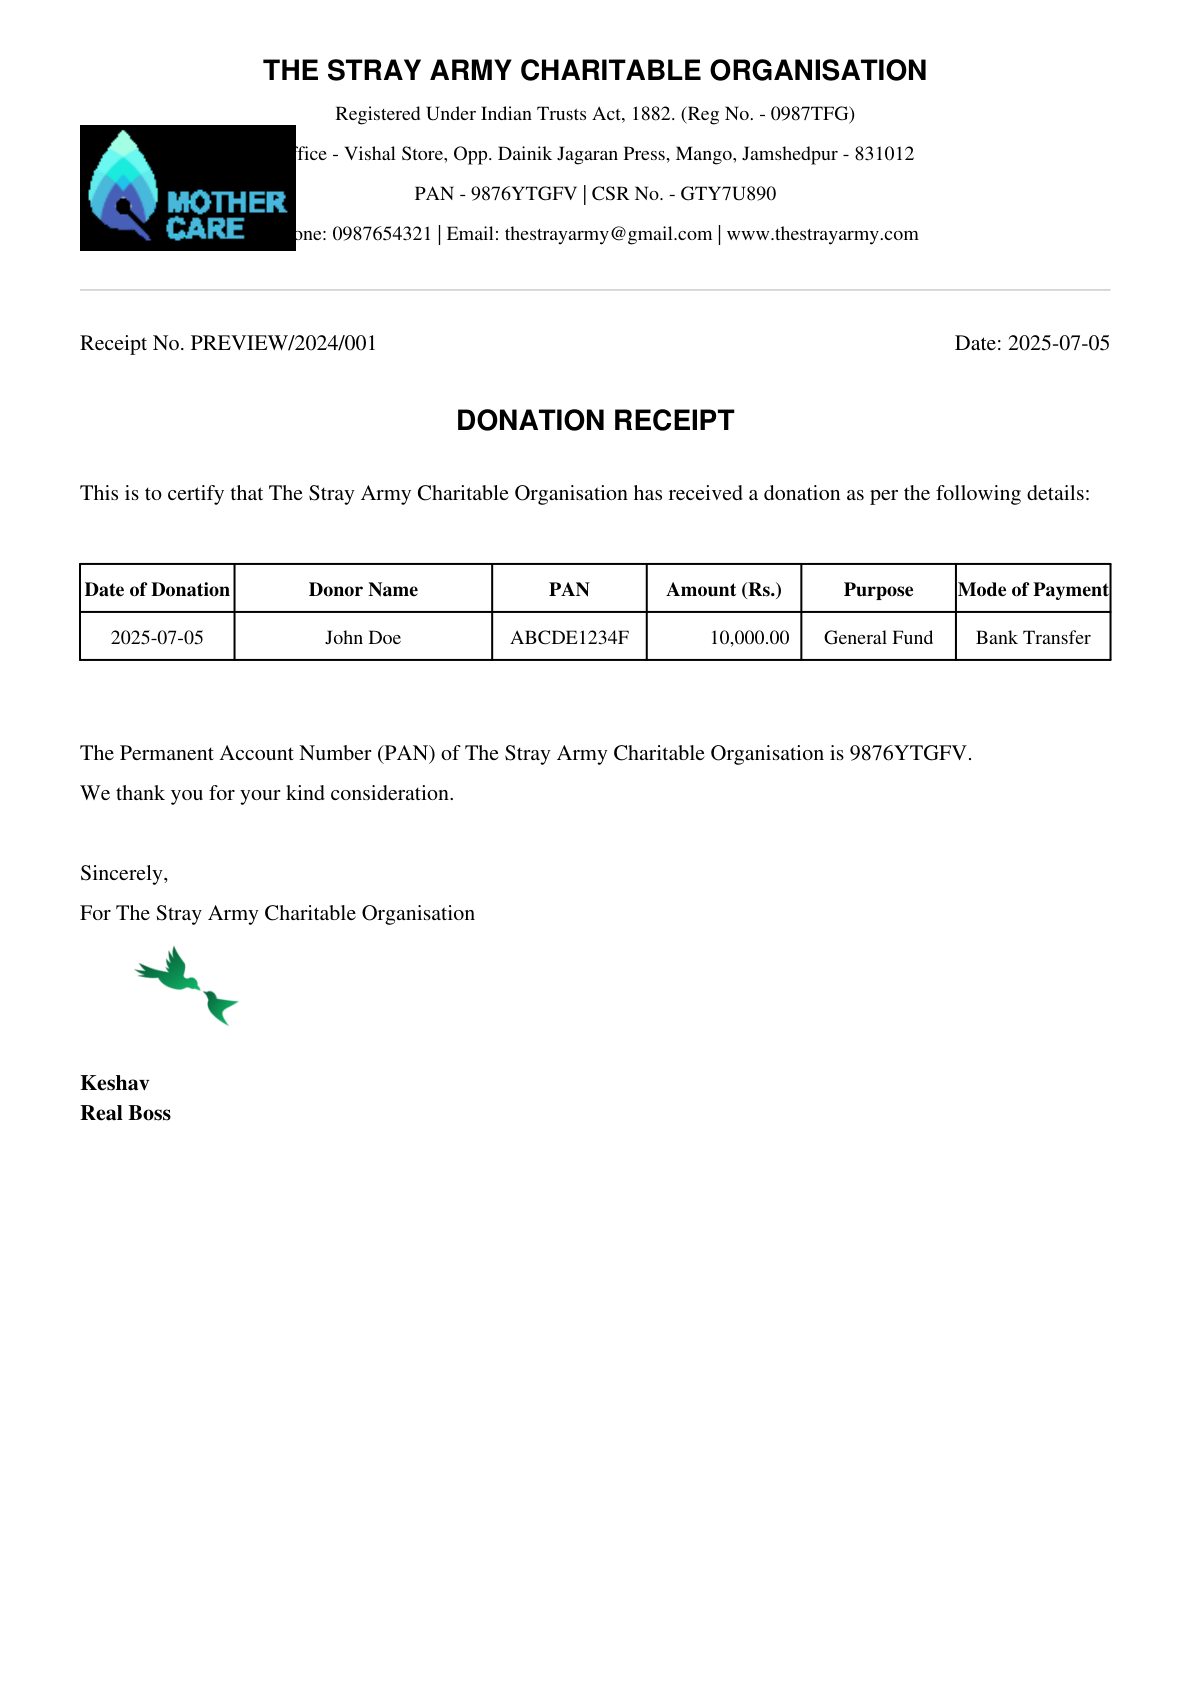 THE STRAY ARMY CHARITABLE ORGANISATION
Registered Under Indian Trusts Act, 1882. (Reg No. - 0987TFG)
- Vishal Store, Opp. Dainik Jagaran Press, Mango, Jamshedpur - 831012
MOTHER
CARE
PAN - 9876YTGFV | CSR No. - GTY7U890
0987654321 | Email: thestrayarmy@gmail.com | www.thestrayarmy.com
Receipt No. PREVIEW/2024/001 Date: 2025-07-05
DONATION RECEIPT
This is to certify that The Stray Army Charitable Organisation has received a donation as per the following details:
Date of Donation Donor Name PAN Amount (Rs.) Purpose Mode of Payment
2025-07-05 John Doe ABCDE1234F 10,000.00 General Fund Bank Transfer
The Permanent Account Number (PAN) of The Stray Army Charitable Organisation is 9876YTGFV.
We thank you for your kind consideration.
Sincerely,
For The Stray Army Charitable Organisation
Keshav
Real Boss